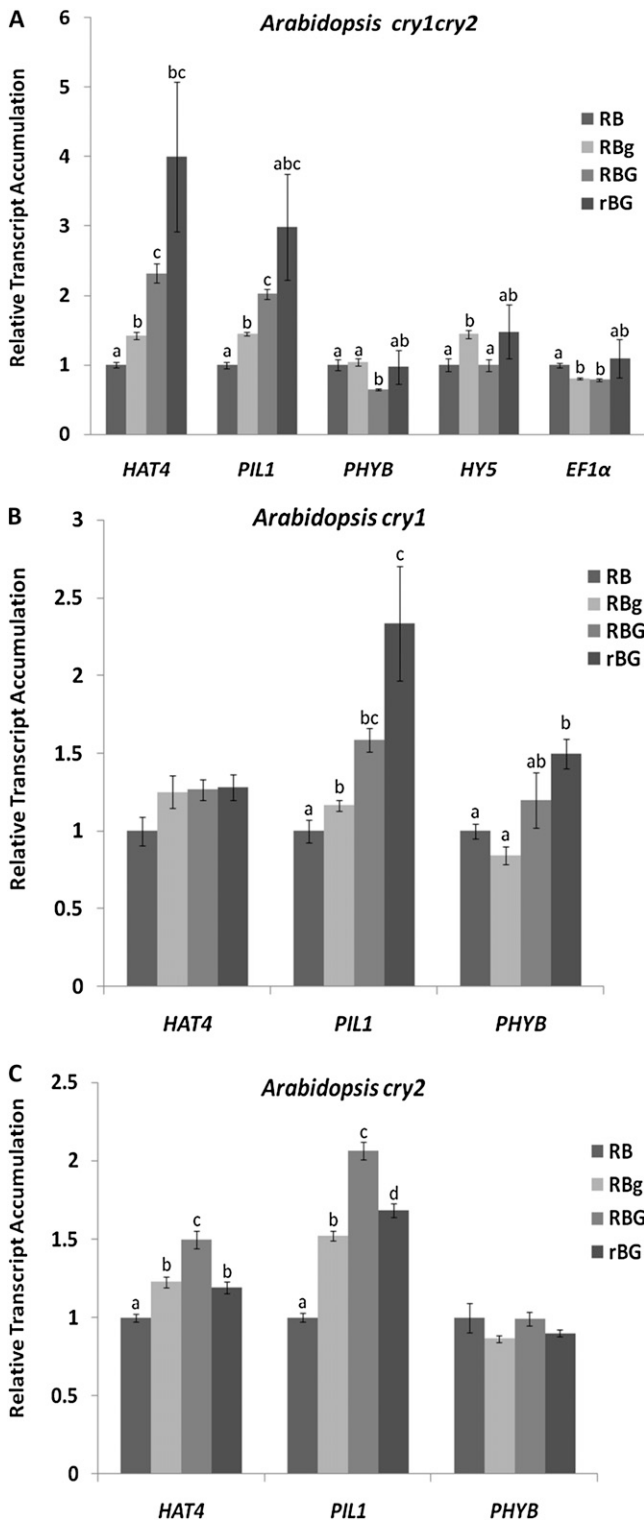 A
Arabidopsis cry1cry2
Relative Transcript Accumulation
6
5
4
3
2
1
0
RB
RBg
RBG
rBG
a b c bc
a b c abc
a a b ab
a b a ab
a b b ab
HAT4 PIL1 PHYB HY5 EF1α
B
Arabidopsis cry1
Relative Transcript Accumulation
3
2.5
2
1.5
1
0.5
0
RB
RBg
RBG
rBG
a b bc c
a a ab b
HAT4 PIL1 PHYB
C
Arabidopsis cry2
Relative Transcript Accumulation
2.5
2
1.5
1
0.5
0
RB
RBg
RBG
rBG
a b c b
a b c d
HAT4 PIL1 PHYB